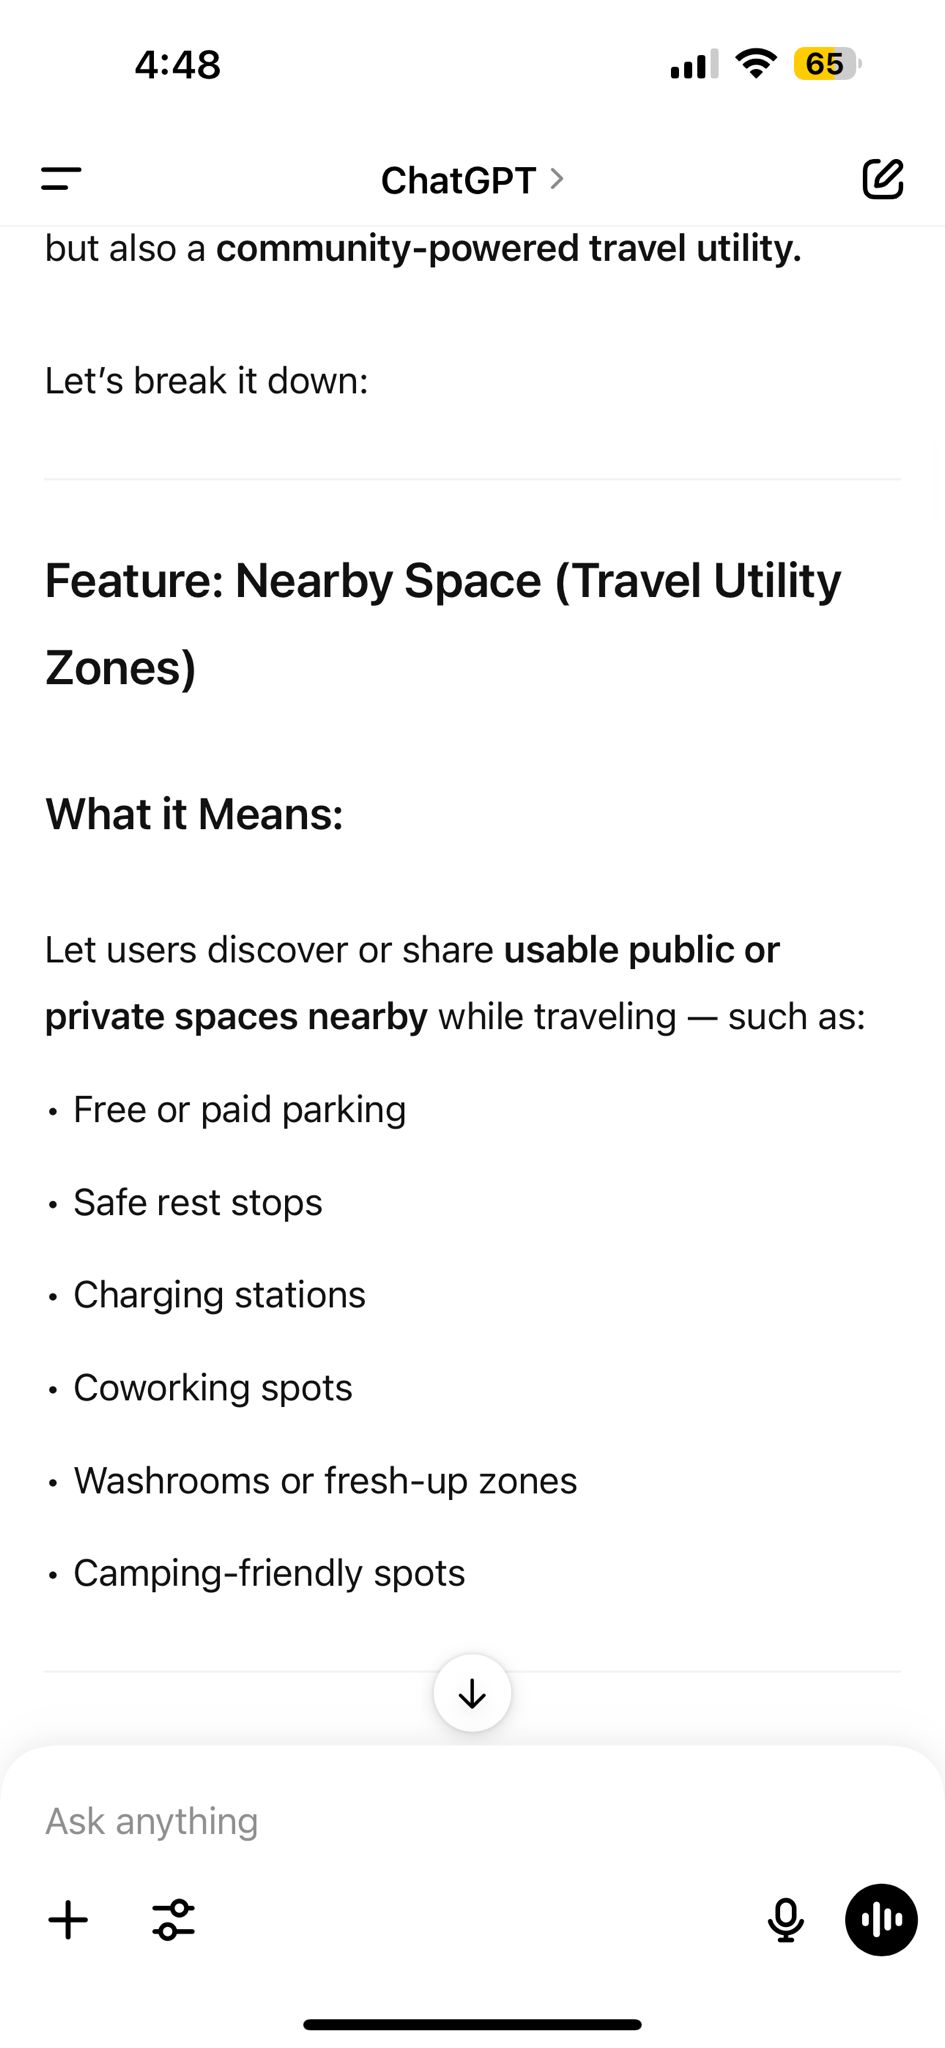 4:48
65
ChatGPT
but also a community-powered travel utility.
Let’s break it down:
Feature: Nearby Space (Travel Utility
Zones)
What it Means:
Let users discover or share usable public or
private spaces nearby while traveling — such as:
• Free or paid parking
• Safe rest stops
• Charging stations
• Coworking spots
• Washrooms or fresh-up zones
• Camping-friendly spots
Ask anything